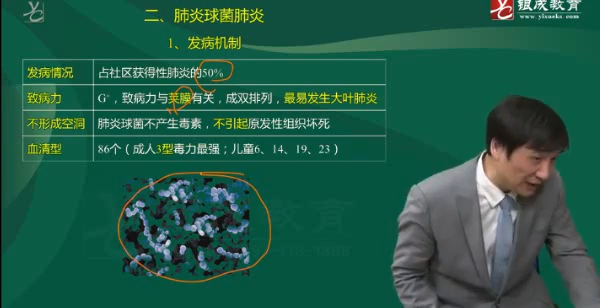 二、肺炎球菌肺炎
银成教育
www.yixueks.com
1、发病机制
发病情况 占社区获得性肺炎的50%
致病力 G+，致病力与荚膜有关，成双排列，最易发生大叶肺炎
不形成空洞 肺炎球菌不产生毒素，不引起原发性组织坏死
血清型 86个（成人3型毒力最强；儿童6、14、19、23）